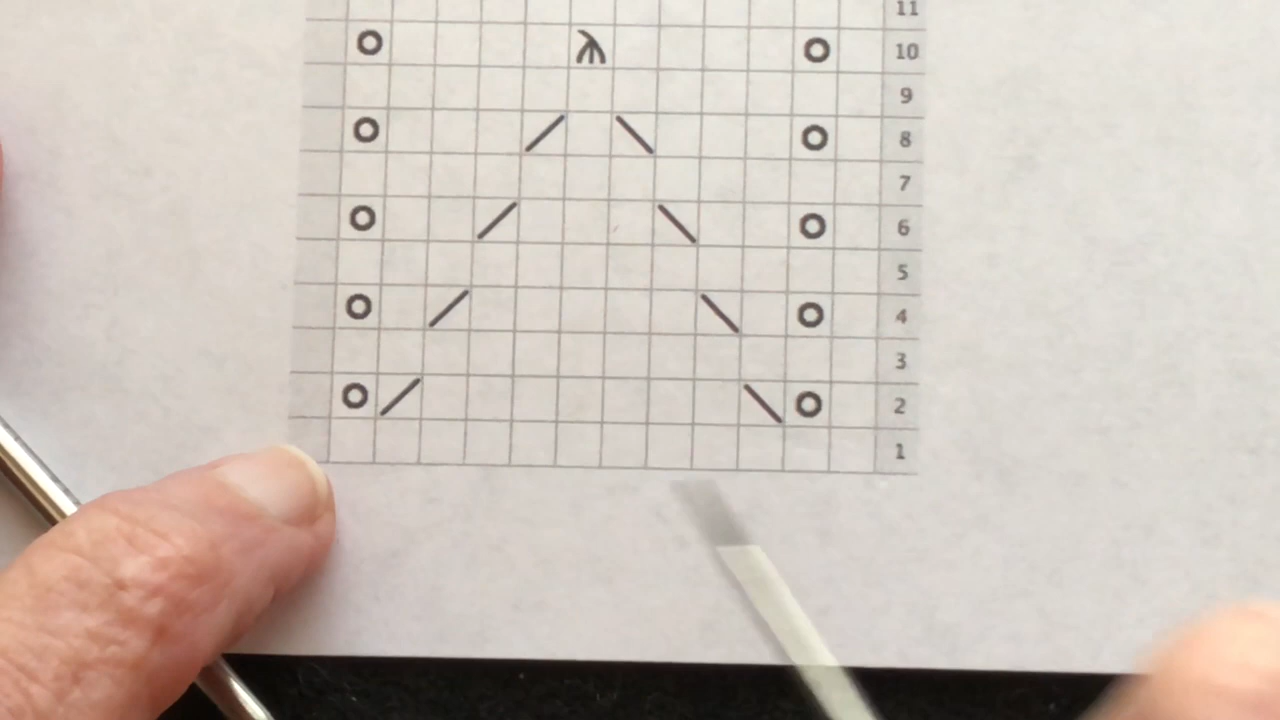 11
O O 10
9
O / \ O 8
7
O / \ O 6
5
O / \ O 4
3
O / \ O 2
1